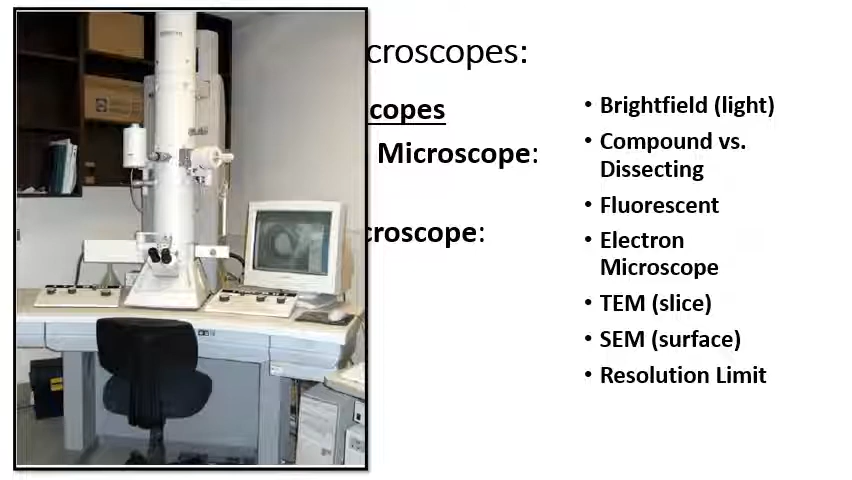 croscopes:
copes
Microscope:
croscope:
• Brightfield (light)
• Compound vs.
Dissecting
• Fluorescent
• Electron
Microscope
• TEM (slice)
• SEM (surface)
• Resolution Limit